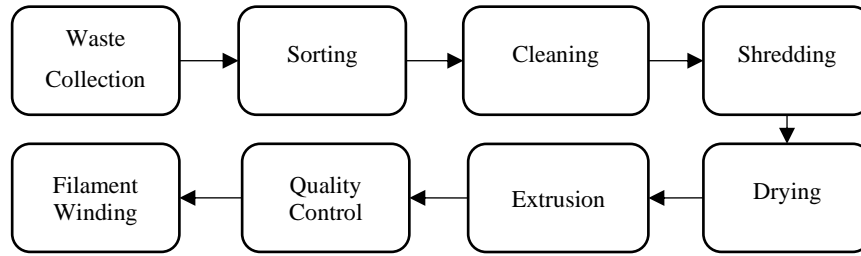 Waste
Collection
Sorting
Cleaning
Shredding
Filament
Winding
Quality
Control
Extrusion
Drying